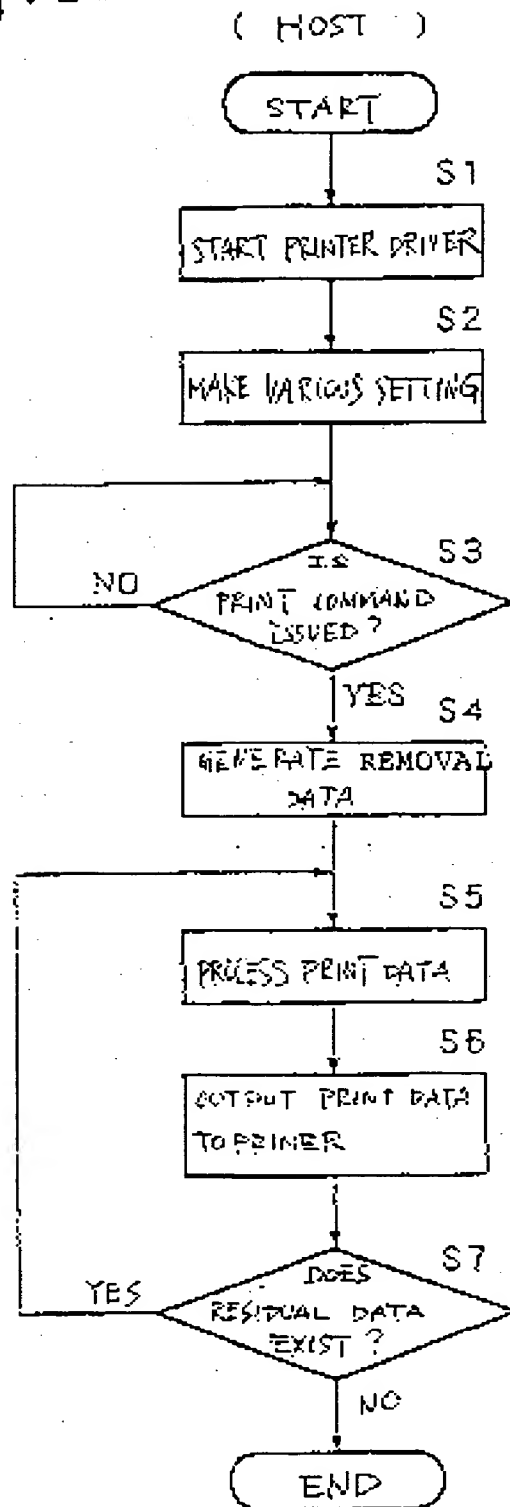 ( HOST )
START
S1
START PRINTER DRIVER
S2
MAKE VARIOUS SETTING
S3
IS
PRINT COMMAND
ISSUED?
NO
YES
S4
GENERATE REMOVAL
DATA
S5
PROCESS PRINT DATA
S6
OUTPUT PRINT DATA
TO PRINER
S7
DOES
RESIDUAL DATA
EXIST?
YES
NO
END